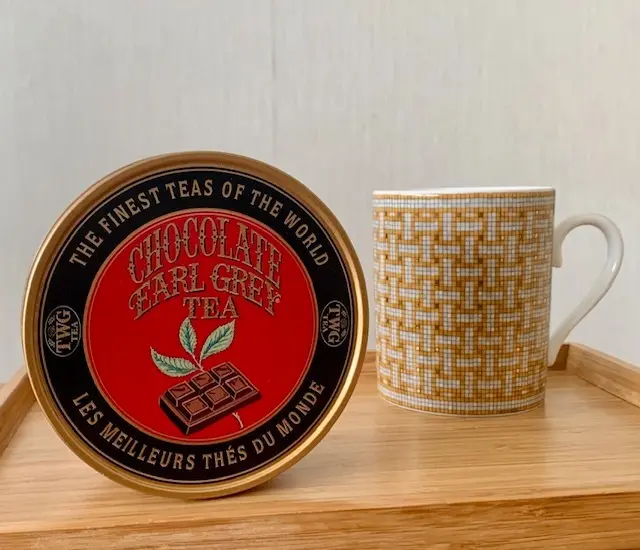 THE FINEST TEAS OF THE WORLD
CHOCOLATE
EARL GREY
TEA
TWG
TEA
TWG
TEA
LES MEILLEURS THÉS DU MONDE